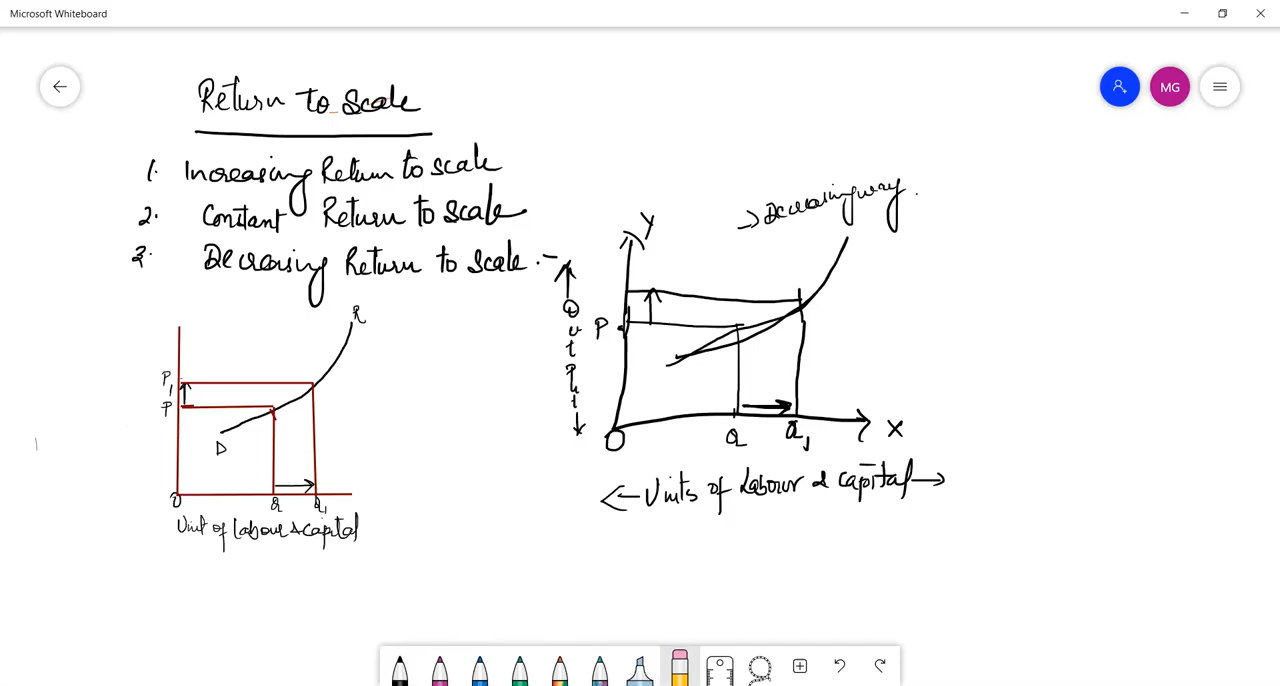 Microsoft Whiteboard
MG
Return to Scale
1. Increasing Return to scale
2. Constant Return to Scale
3. Decreasing Return to Scale :-
→ Decreasing way.
Y
Output
P
O
Q
Q1
X
← Units of Labour & Capital →
R
P1
P
D
O
Q
Q1
Unit of Labour & Capital